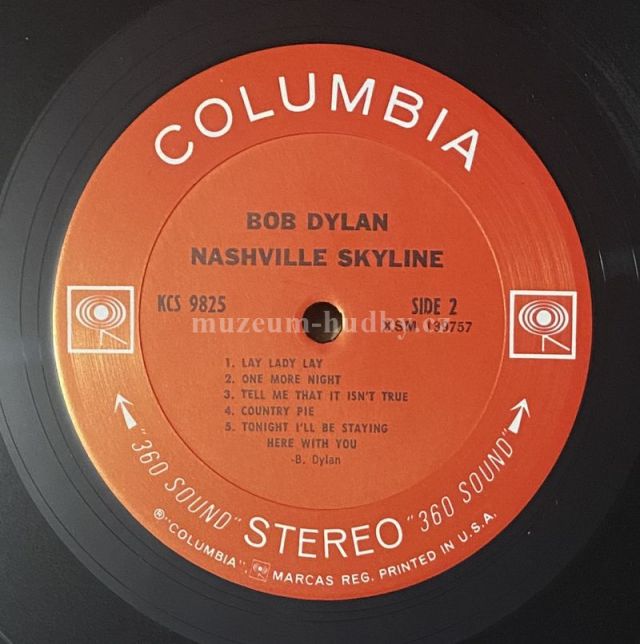 COLUMBIA
BOB DYLAN
NASHVILLE SKYLINE
KCS 9825
SIDE 2
XSM 139757
muzeum-hudby.cz
1. LAY LADY LAY
2. ONE MORE NIGHT
3. TELL ME THAT IT ISN'T TRUE
4. COUNTRY PIE
5. TONIGHT I'LL BE STAYING
HERE WITH YOU
-B. Dylan
"360 SOUND" STEREO "360 SOUND"
®"COLUMBIA", MARCAS REG. PRINTED IN U.S.A.